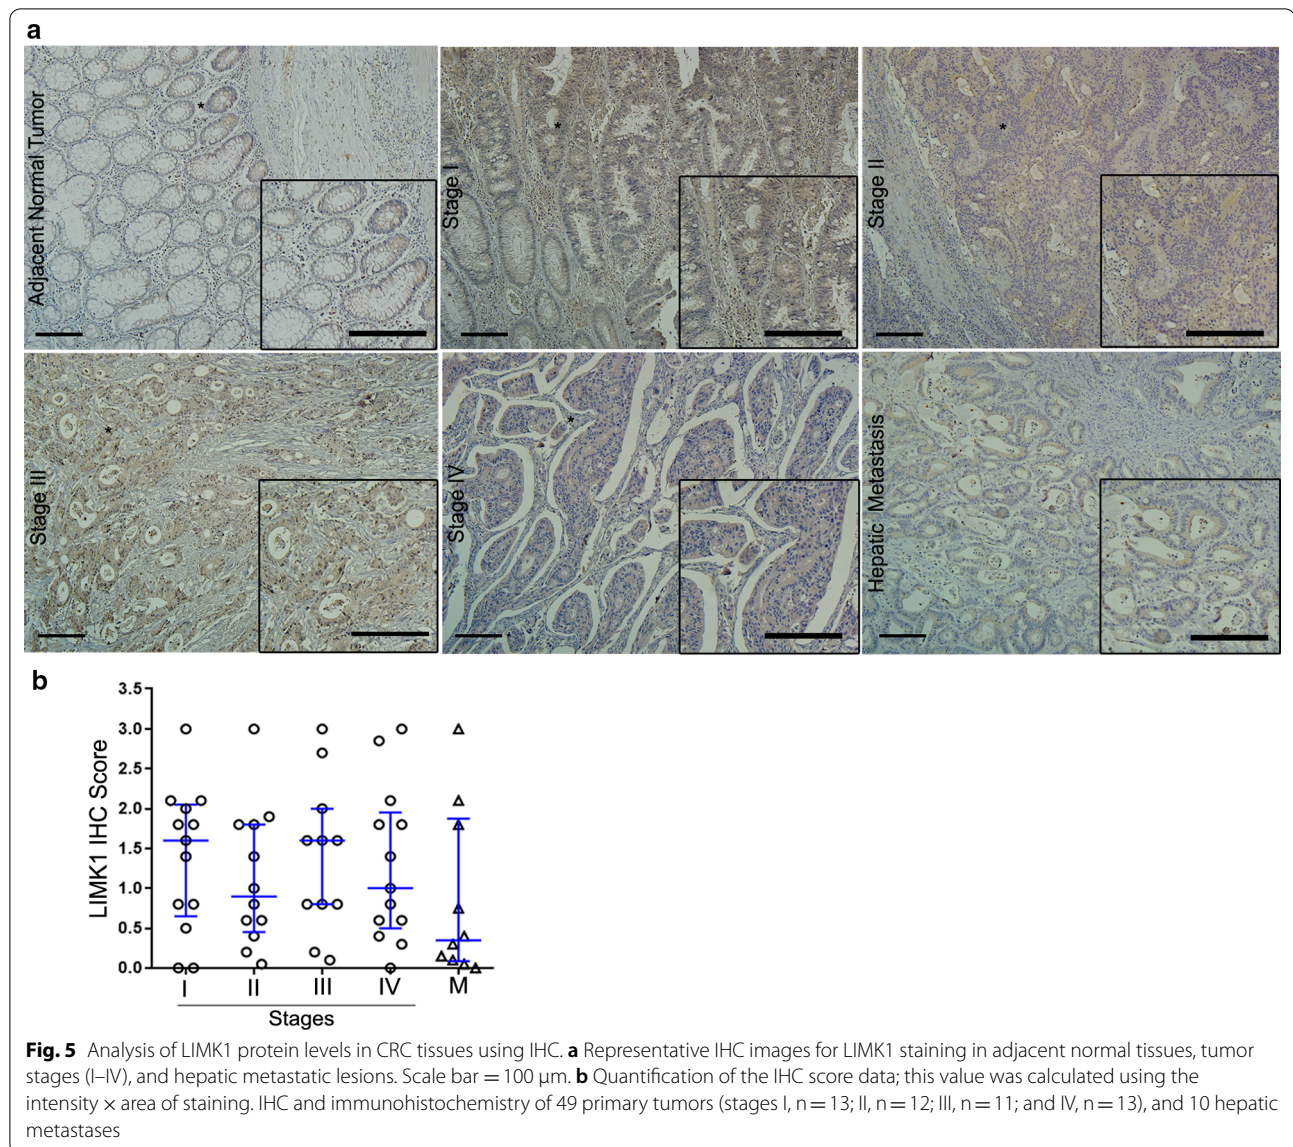 a
Adjacent Normal Tumor
*
Stage I
*
Stage II
*
Stage III
*
Stage IV
*
Hepatic Metastasis
b
LIMK1 IHC Score
3.5
3.0
2.5
2.0
1.5
1.0
0.5
0.0
I II III IV M
Stages
Fig. 5 Analysis of LIMK1 protein levels in CRC tissues using IHC. a Representative IHC images for LIMK1 staining in adjacent normal tissues, tumor
stages (I–IV), and hepatic metastatic lesions. Scale bar = 100 μm. b Quantification of the IHC score data; this value was calculated using the
intensity × area of staining. IHC and immunohistochemistry of 49 primary tumors (stages I, n = 13; II, n = 12; III, n = 11; and IV, n = 13), and 10 hepatic
metastases